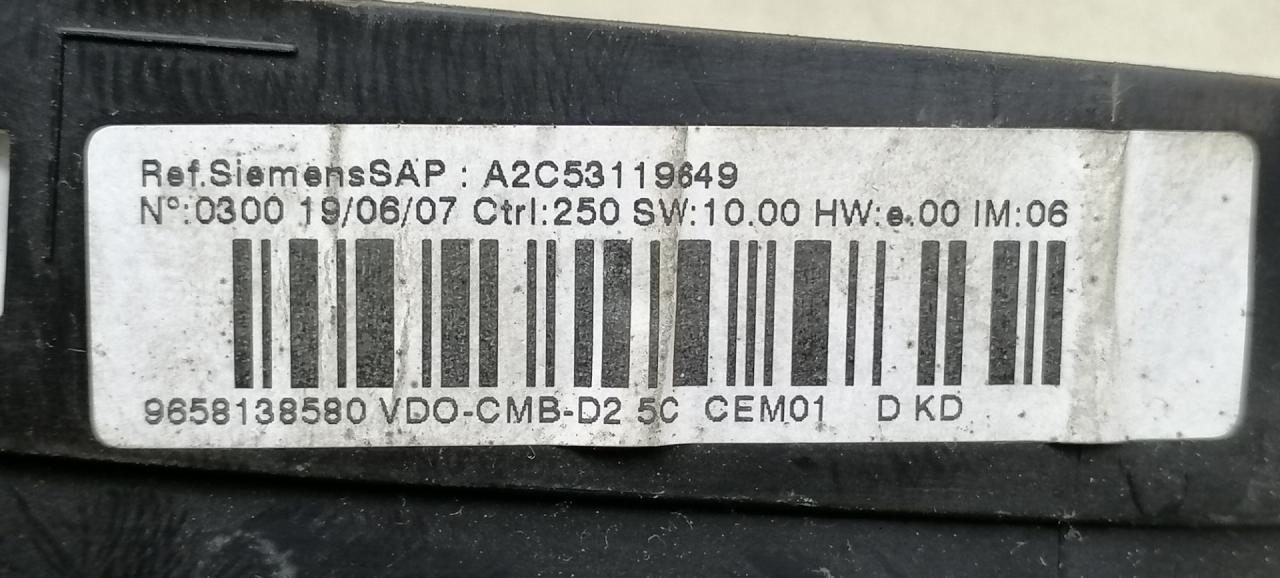 Ref.SiemensSAP : A2C53119649
N°:0300 19/06/07 Ctrl:250 SW:10.00 HW:e.00 IM:06
9658138580 VDO-CMB-D2 5C CEM01 D KD